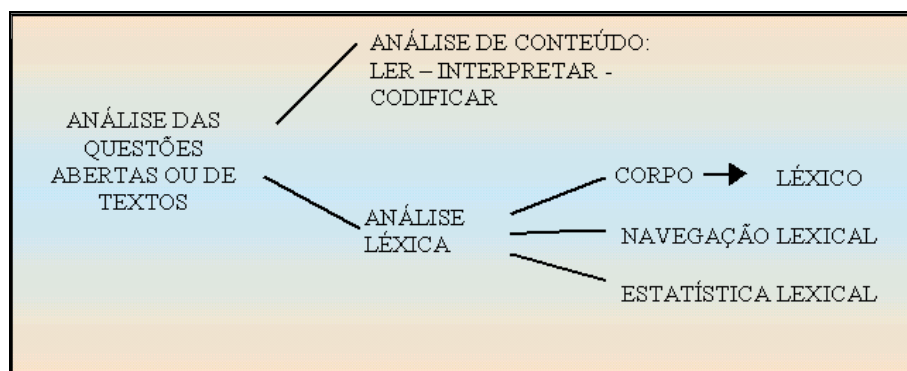 ANÁLISE DE CONTEÚDO:
LER – INTERPRETAR -
CODIFICAR
ANÁLISE DAS
QUESTÕES
ABERTAS OU DE
TEXTOS
ANÁLISE
LÉXICA
CORPO
LÉXICO
NAVEGAÇÃO LEXICAL
ESTATÍSTICA LEXICAL